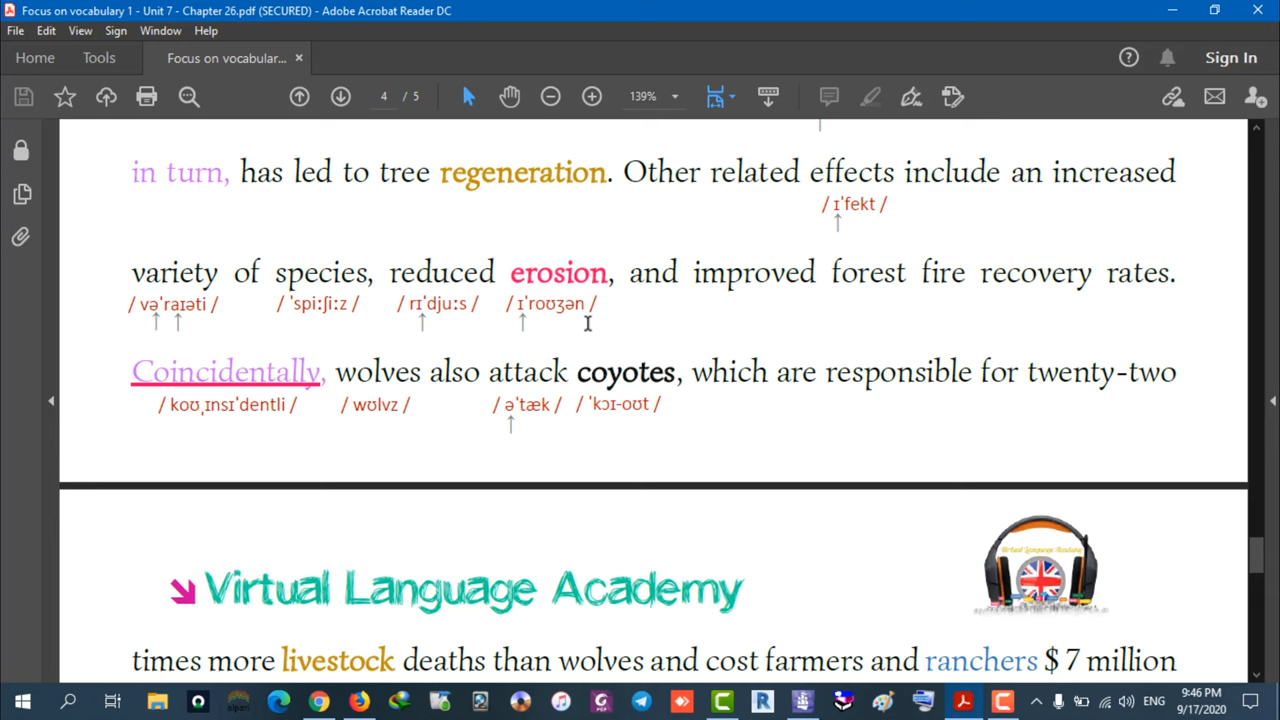 Focus on vocabulary 1 - Unit 7 - Chapter 26.pdf (SECURED) - Adobe Acrobat Reader DC
File Edit View Sign Window Help
Home Tools Focus on vocabular... × Sign In
4 / 5 139%
in turn, has led to tree regeneration. Other related effects include an increased
/ ɪˈfekt /
variety of species, reduced erosion, and improved forest fire recovery rates.
/ vəˈraɪəti / / ˈspiːʃiːz / / rɪˈdjuːs / / ɪˈroʊʒən /
Coincidentally, wolves also attack coyotes, which are responsible for twenty-two
/ koʊˌɪnsɪˈdentli / / wʊlvz / / əˈtæk / / ˈkɔɪ-oʊt /
Virtual Language Academy
Virtual Language Academy
times more livestock deaths than wolves and cost farmers and ranchers $ 7 million
ENG 9:46 PM
9/17/2020